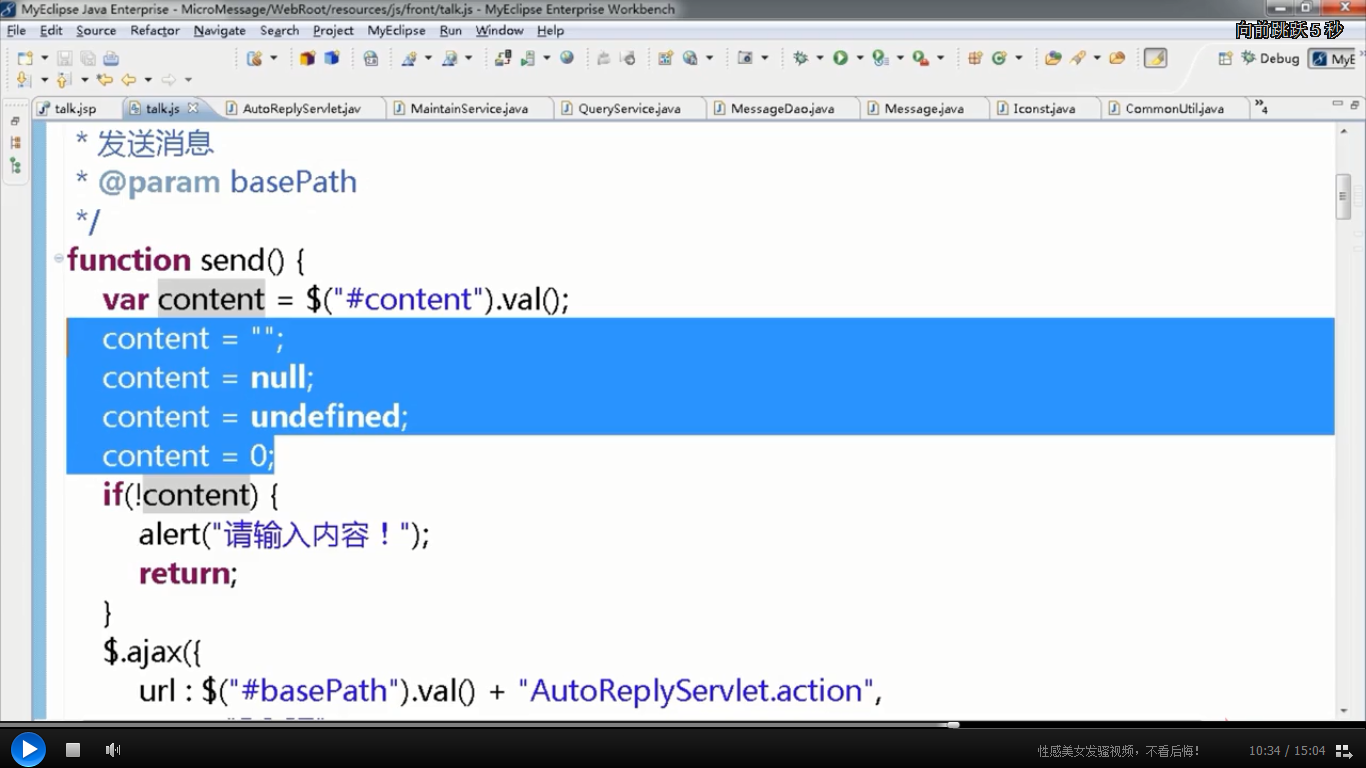 MyEclipse Java Enterprise - MicroMessage/WebRoot/resources/js/front/talk.js - MyEclipse Enterprise Workbench
File Edit Source Refactor Navigate Search Project MyEclipse Run Window Help
向前跳跃 5 秒
Debug MyE
talk.jsp talk.js AutoReplyServlet.jav MaintainService.java QueryService.java MessageDao.java Message.java Iconst.java CommonUtil.java »4
* 发送消息
* @param basePath
*/
function send() {
var content = $("#content").val();
content = "";
content = null;
content = undefined;
content = 0;
if(!content) {
alert("请输入内容！");
return;
}
$.ajax({
url : $("#basePath").val() + "AutoReplyServlet.action",
性感美女发骚视频，不看后悔！ 10:34 / 15:04